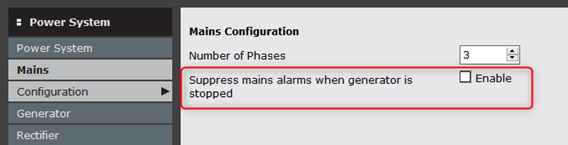 Power System
Power System
Mains
Configuration
Generator
Rectifier
Mains Configuration
Number of Phases 3
Suppress mains alarms when generator is Enable
stopped